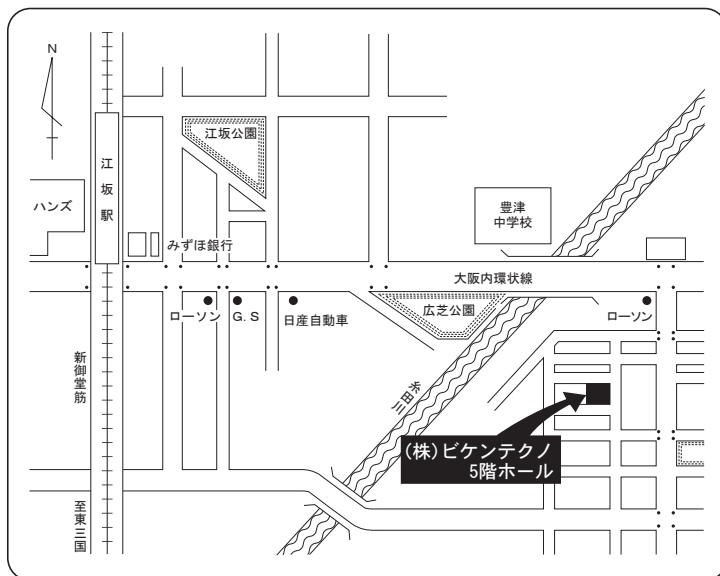 N
江坂公園
江坂駅
ハンズ
豊津
中学校
みずほ銀行
大阪内環状線
ローソン
G.S
日産自動車
広芝公園
ローソン
新御堂筋
糸田川
(株)ビケンテクノ
5階ホール
至東三国